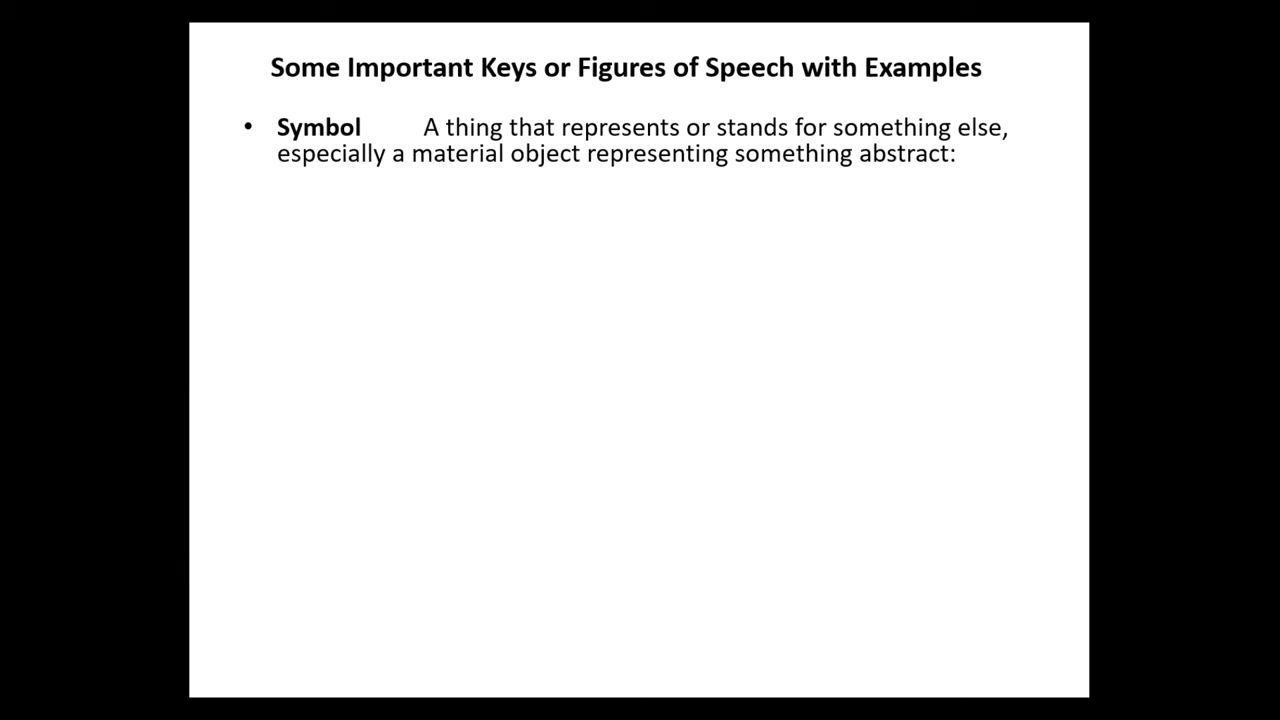 Some Important Keys or Figures of Speech with Examples
• Symbol A thing that represents or stands for something else,
especially a material object representing something abstract: